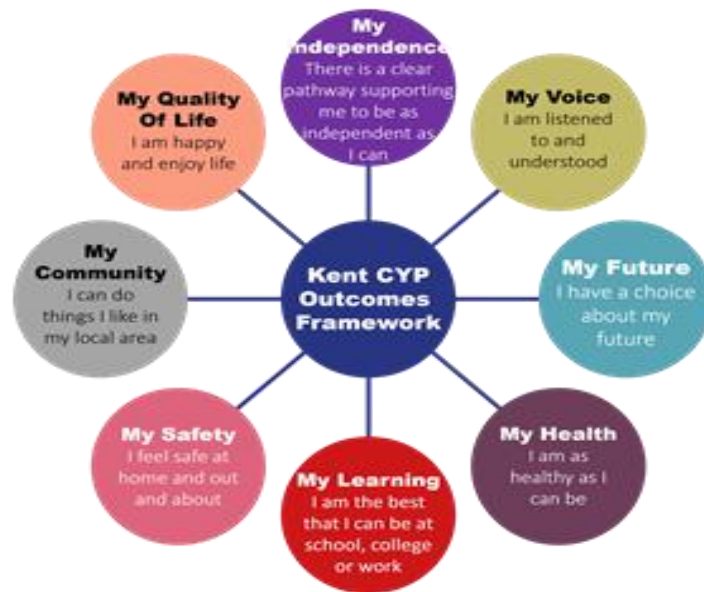 My
Independence
There is a clear
pathway supporting
me to be as
independent as
I can
My Voice
I am listened
to and
understood
My Future
I have a choice
about my
future
My Health
I am as
healthy as I
can be
My Learning
I am the best
that I can be at
school, college
or work
My Safety
I feel safe at
home and out
and about
My
Community
I can do
things I like in
my local area
My Quality
Of Life
I am happy
and enjoy life
Kent CYP
Outcomes
Framework